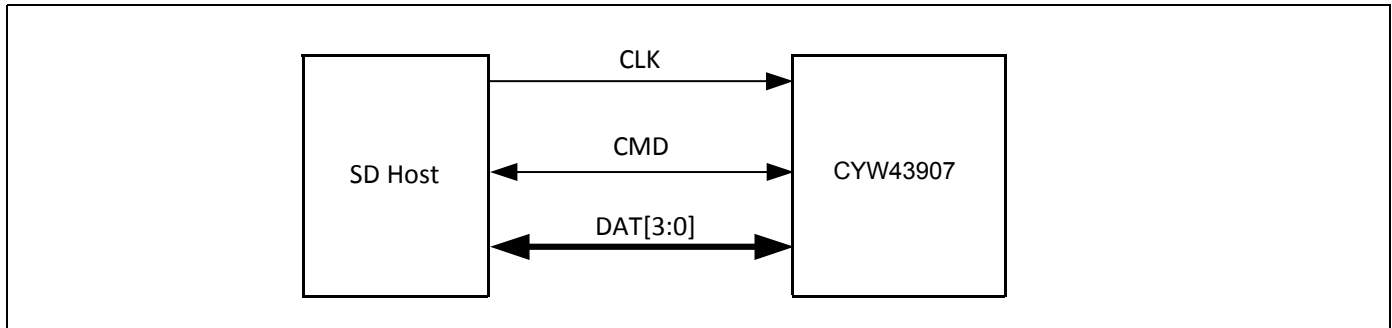 CLK
CMD
SD Host
CYW43907
DAT[3:0]